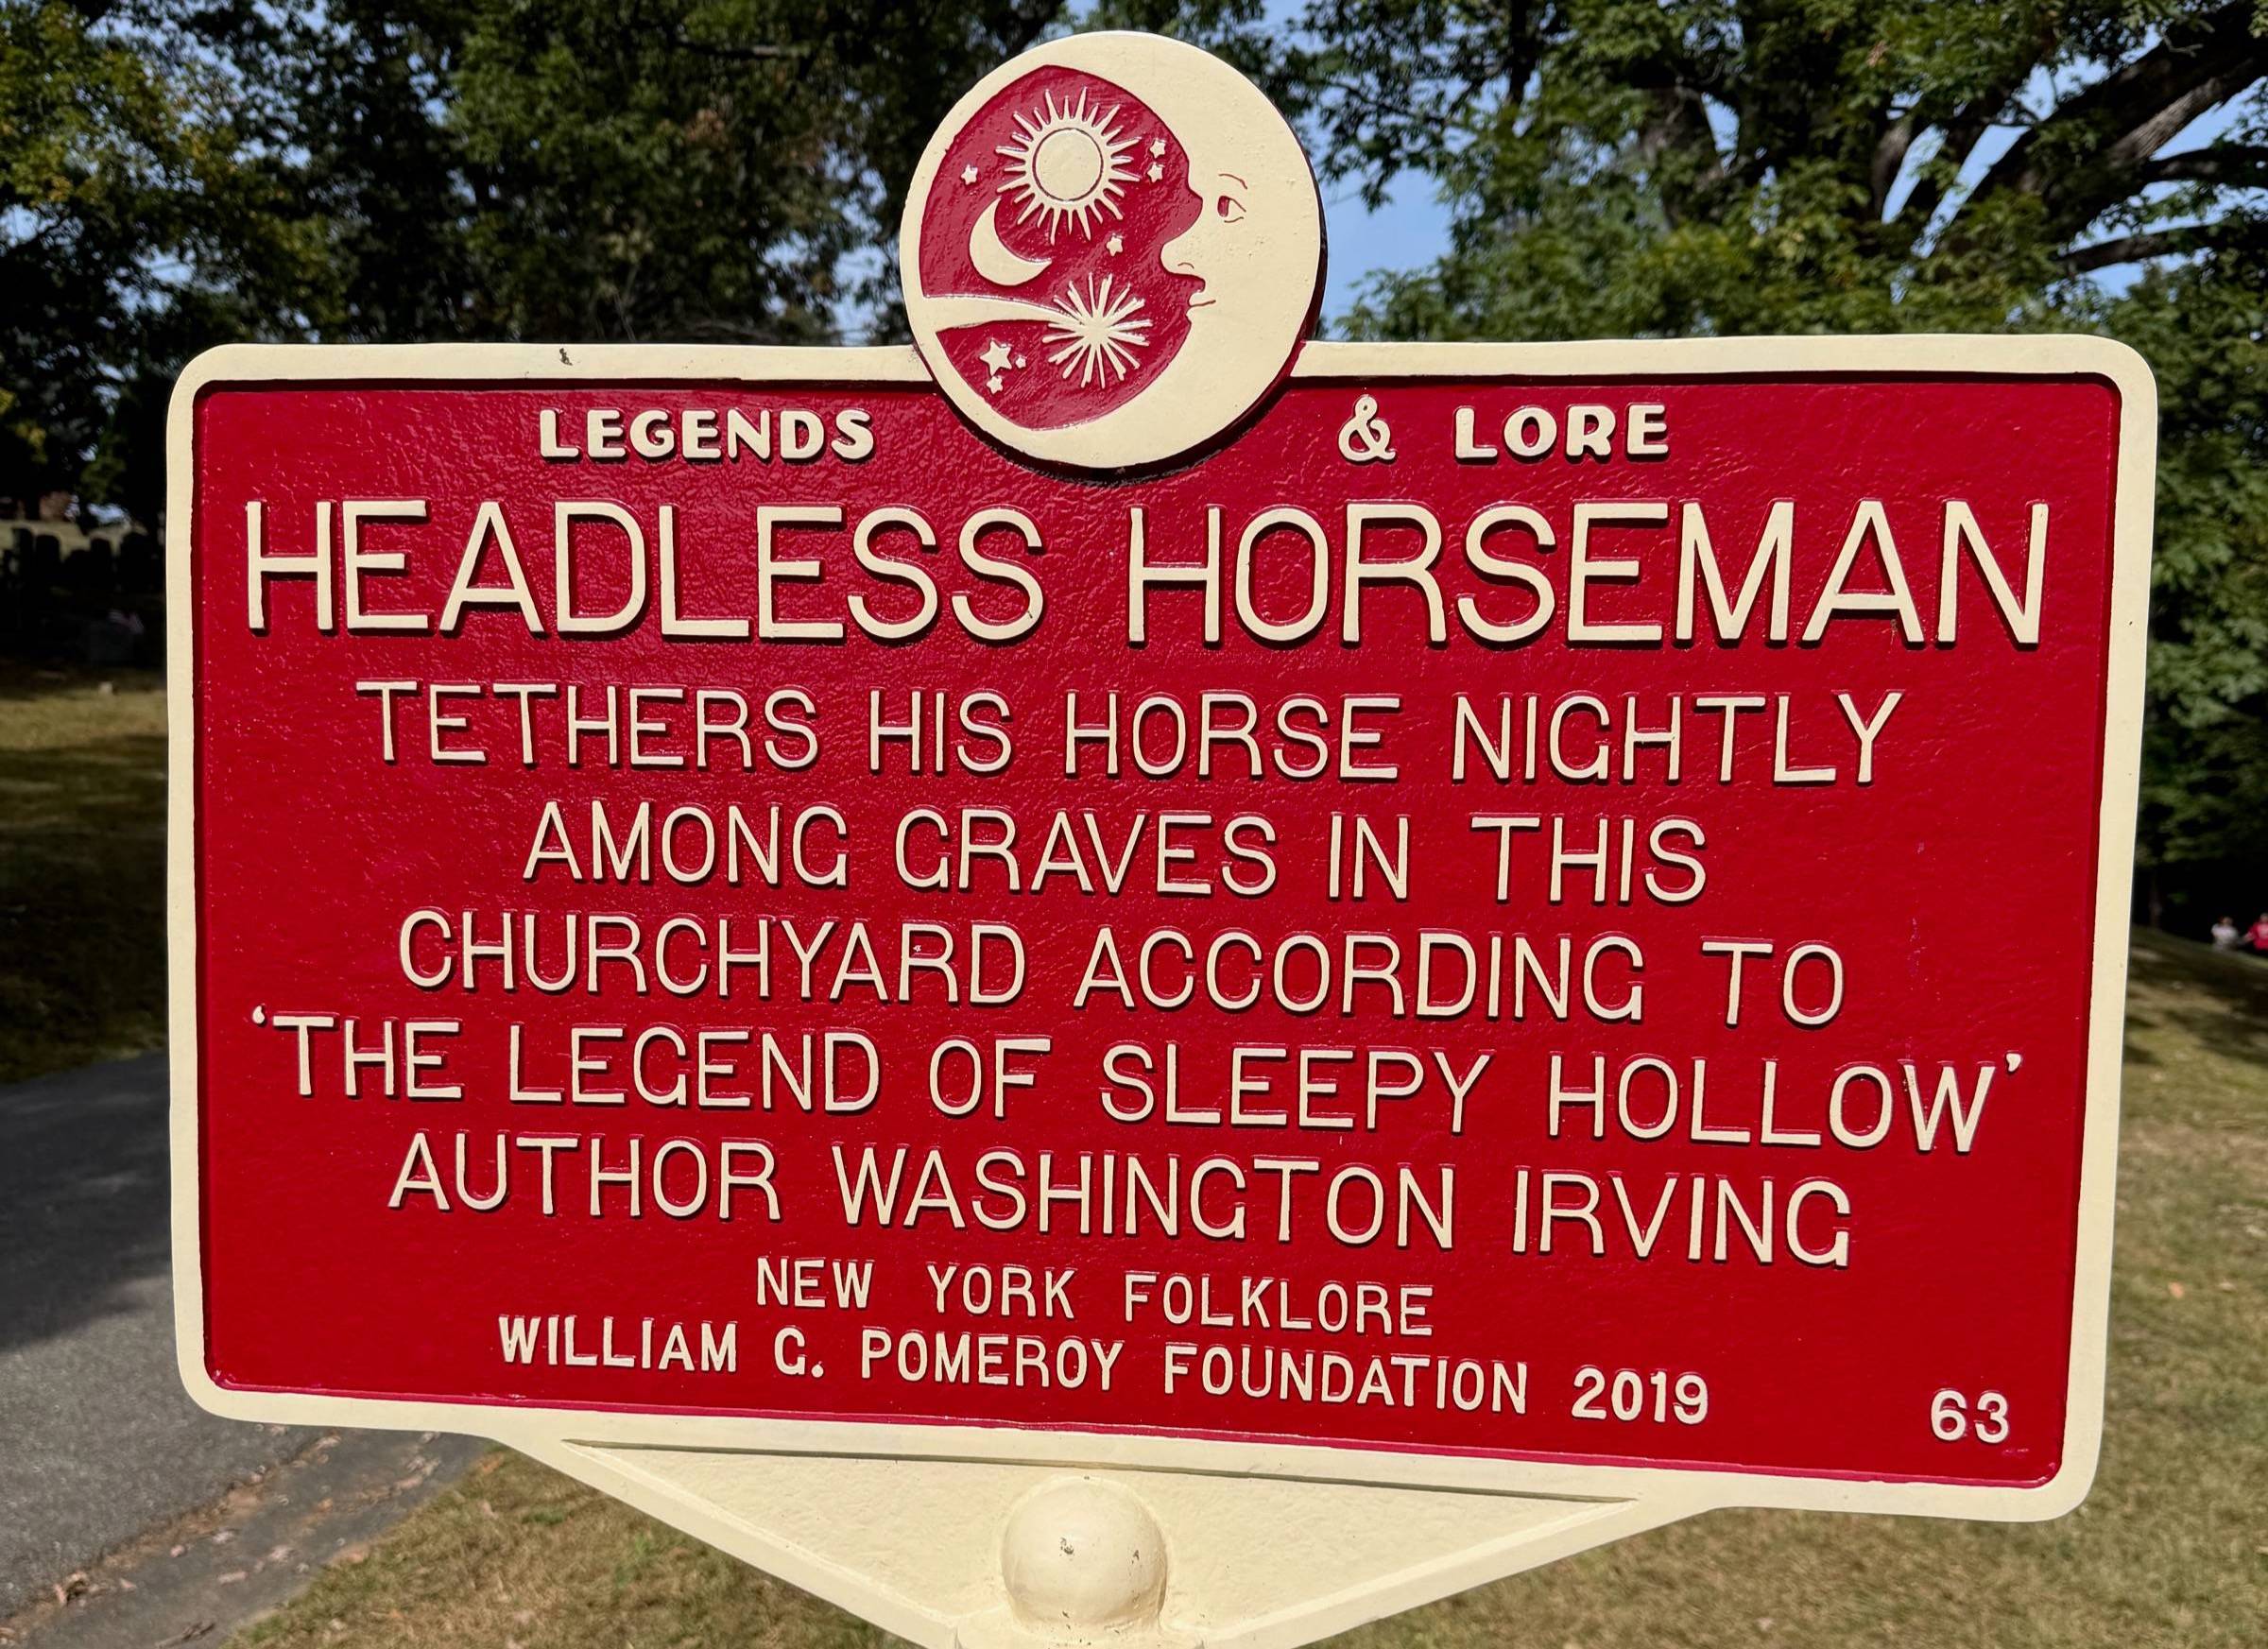 LEGENDS & LORE
HEADLESS HORSEMAN
TETHERS HIS HORSE NIGHTLY
AMONG GRAVES IN THIS
CHURCHYARD ACCORDING TO
‘THE LEGEND OF SLEEPY HOLLOW’
AUTHOR WASHINGTON IRVING
NEW YORK FOLKLORE
WILLIAM G. POMEROY FOUNDATION 2019 63